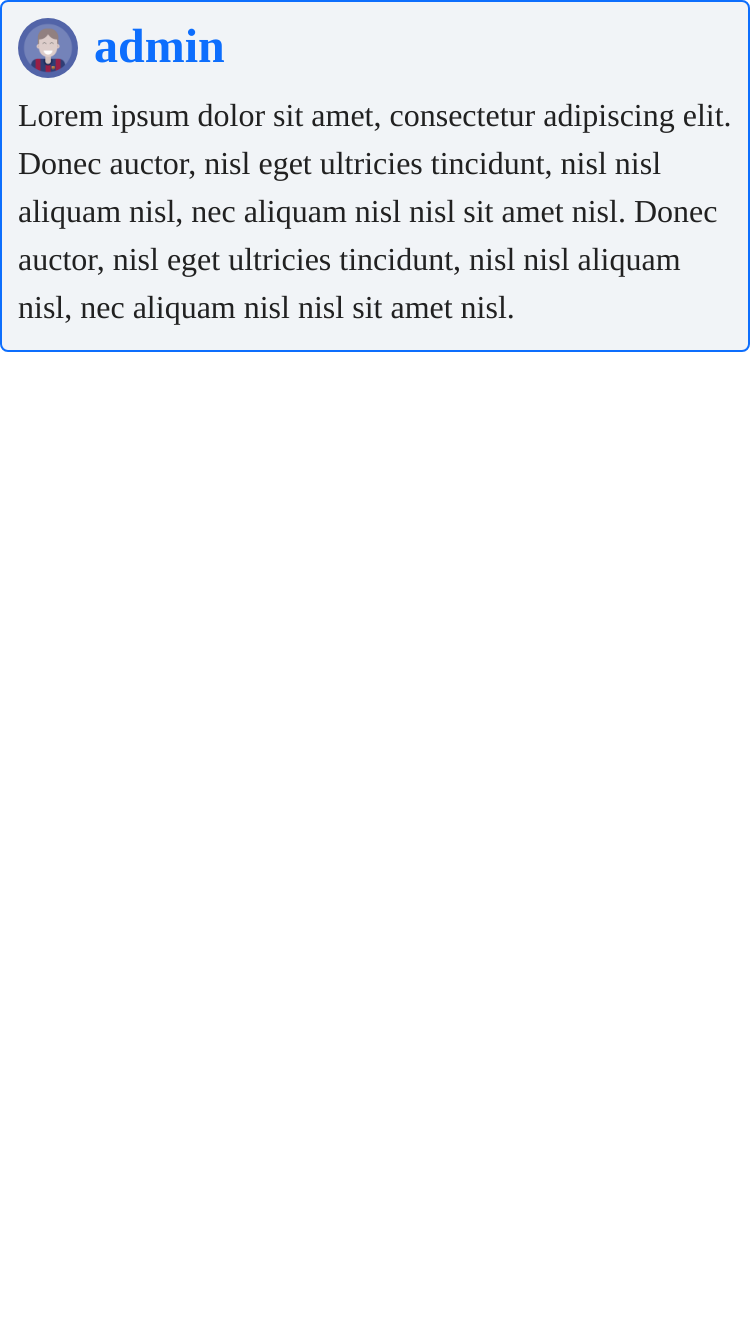 admin
Lorem ipsum dolor sit amet, consectetur adipiscing elit.
Donec auctor, nisl eget ultricies tincidunt, nisl nisl
aliquam nisl, nec aliquam nisl nisl sit amet nisl. Donec
auctor, nisl eget ultricies tincidunt, nisl nisl aliquam
nisl, nec aliquam nisl nisl sit amet nisl.